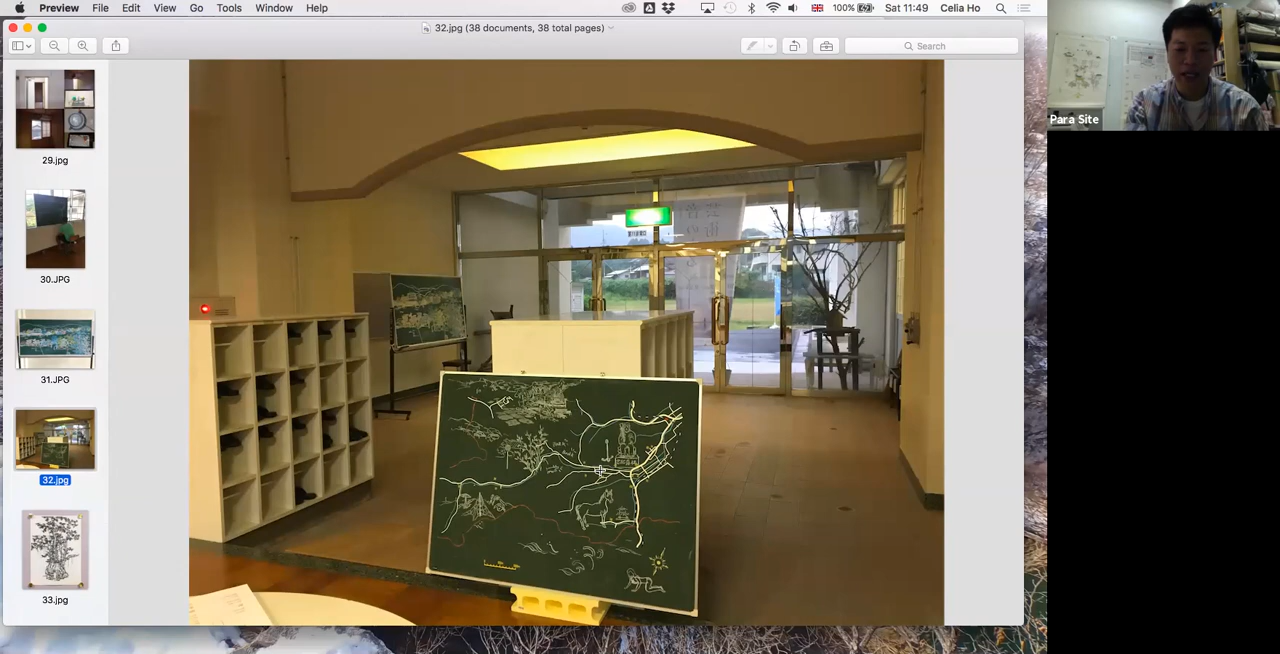 Preview File Edit View Go Tools Window Help 100% Sat 11:49 Celia Ho
32.jpg (38 documents, 38 total pages)
Search
Para Site
29.jpg
30.JPG
31.JPG
32.jpg
33.jpg